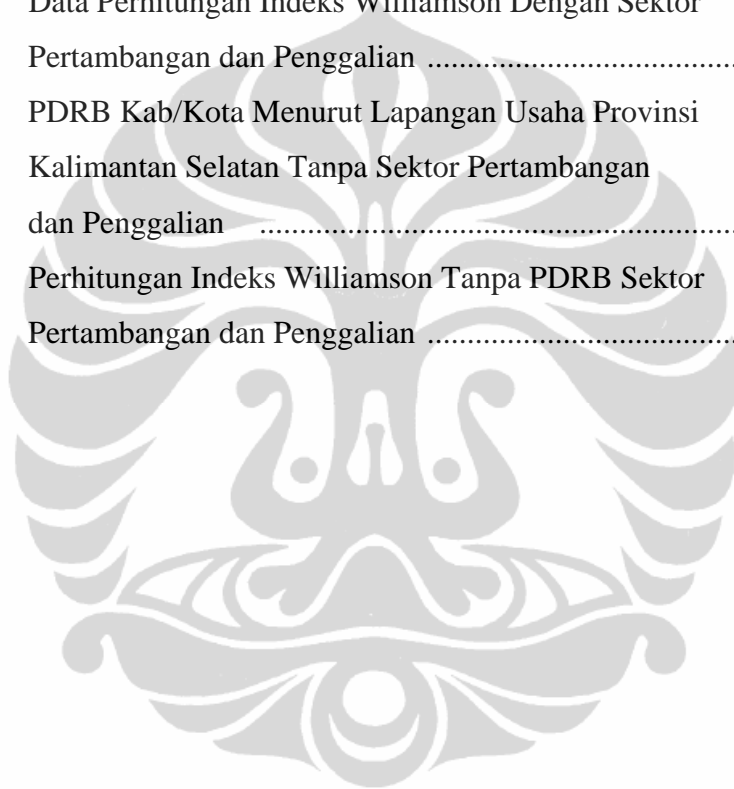 Data Perhitungan Indeks Williamson Dengan Sektor
Pertambangan dan Penggalian ........................................
PDRB Kab/Kota Menurut Lapangan Usaha Provinsi
Kalimantan Selatan Tanpa Sektor Pertambangan
dan Penggalian ............................................................
Perhitungan Indeks Williamson Tanpa PDRB Sektor
Pertambangan dan Penggalian ........................................